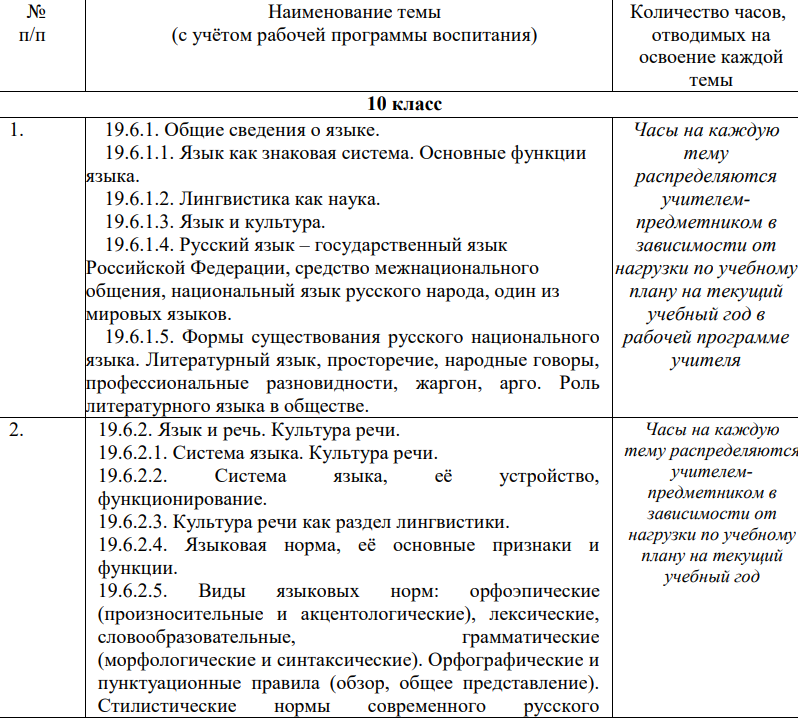 №
п/п
Наименование темы
(с учётом рабочей программы воспитания)
Количество часов,
отводимых на
освоение каждой
темы
10 класс
1.
19.6.1. Общие сведения о языке.
19.6.1.1. Язык как знаковая система. Основные функции
языка.
19.6.1.2. Лингвистика как наука.
19.6.1.3. Язык и культура.
19.6.1.4. Русский язык – государственный язык
Российской Федерации, средство межнационального
общения, национальный язык русского народа, один из
мировых языков.
19.6.1.5. Формы существования русского национального
языка. Литературный язык, просторечие, народные говоры,
профессиональные разновидности, жаргон, арго. Роль
литературного языка в обществе.
Часы на каждую
тему
распределяются
учителем-
предметником в
зависимости от
нагрузки по учебному
плану на текущий
учебный год в
рабочей программе
учителя
2.
19.6.2. Язык и речь. Культура речи.
19.6.2.1. Система языка. Культура речи.
19.6.2.2. Система языка, её устройство,
функционирование.
19.6.2.3. Культура речи как раздел лингвистики.
19.6.2.4. Языковая норма, её основные признаки и
функции.
19.6.2.5. Виды языковых норм: орфоэпические
(произносительные и акцентологические), лексические,
словообразовательные, грамматические
(морфологические и синтаксические). Орфографические и
пунктуационные правила (обзор, общее представление).
Стилистические нормы современного русского
Часы на каждую
тему распределяются
учителем-
предметником в
зависимости от
нагрузки по учебному
плану на текущий
учебный год